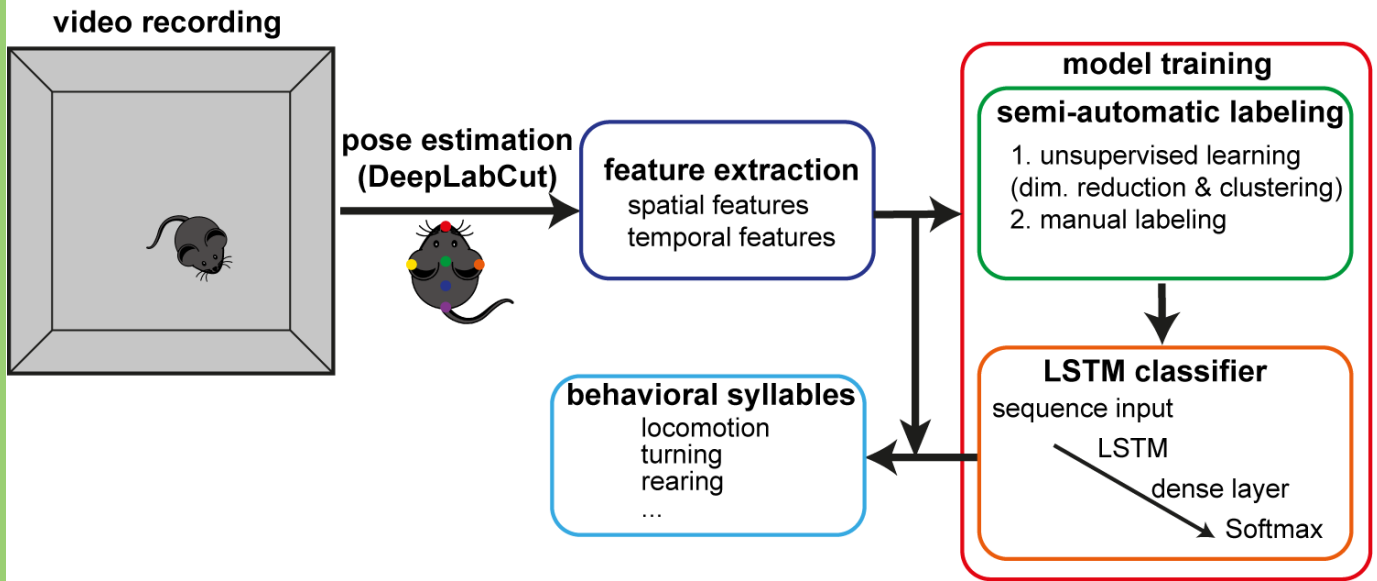 video recording
pose estimation
(DeepLabCut)
feature extraction
spatial features
temporal features
model training
semi-automatic labeling
1. unsupervised learning
(dim. reduction & clustering)
2. manual labeling
LSTM classifier
sequence input
LSTM
dense layer
Softmax
behavioral syllables
locomotion
turning
rearing
...